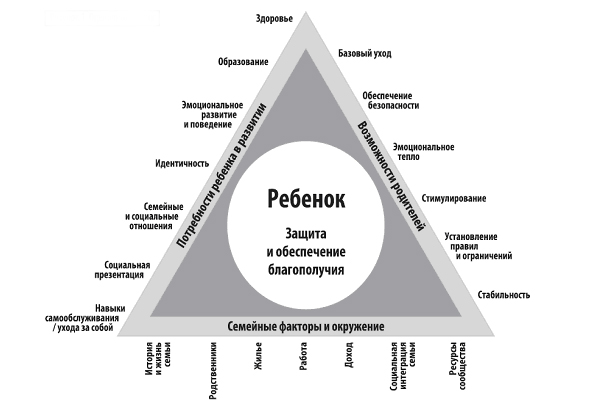 Здоровье
Образование
Эмоциональное
развитие
и поведение
Идентичность
Семейные
и социальные
отношения
Социальная
презентация
Навыки
самообслуживания
/ ухода за собой
Потребности ребенка в развитии
Базовый уход
Обеспечение
безопасности
Эмоциональное
тепло
Стимулирование
Установление
правил
и ограничений
Стабильность
Возможности родителей
Ребенок
Защита
и обеспечение
благополучия
Семейные факторы и окружение
История
и жизнь
семьи
Родственники
Жилье
Работа
Доход
Социальная
интеграция
семьи
Ресурсы
сообщества